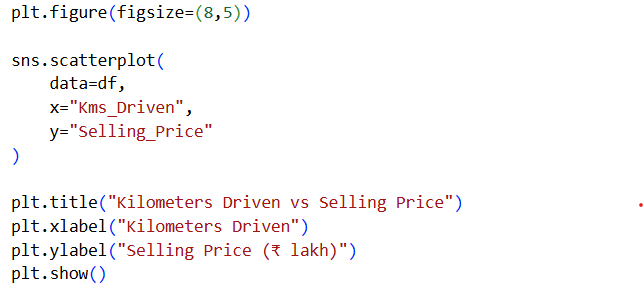 plt.figure(figsize=(8,5))
sns.scatterplot(
    data=df,
    x="Kms_Driven",
    y="Selling_Price"
)
plt.title("Kilometers Driven vs Selling Price")
plt.xlabel("Kilometers Driven")
plt.ylabel("Selling Price (₹ lakh)")
plt.show()